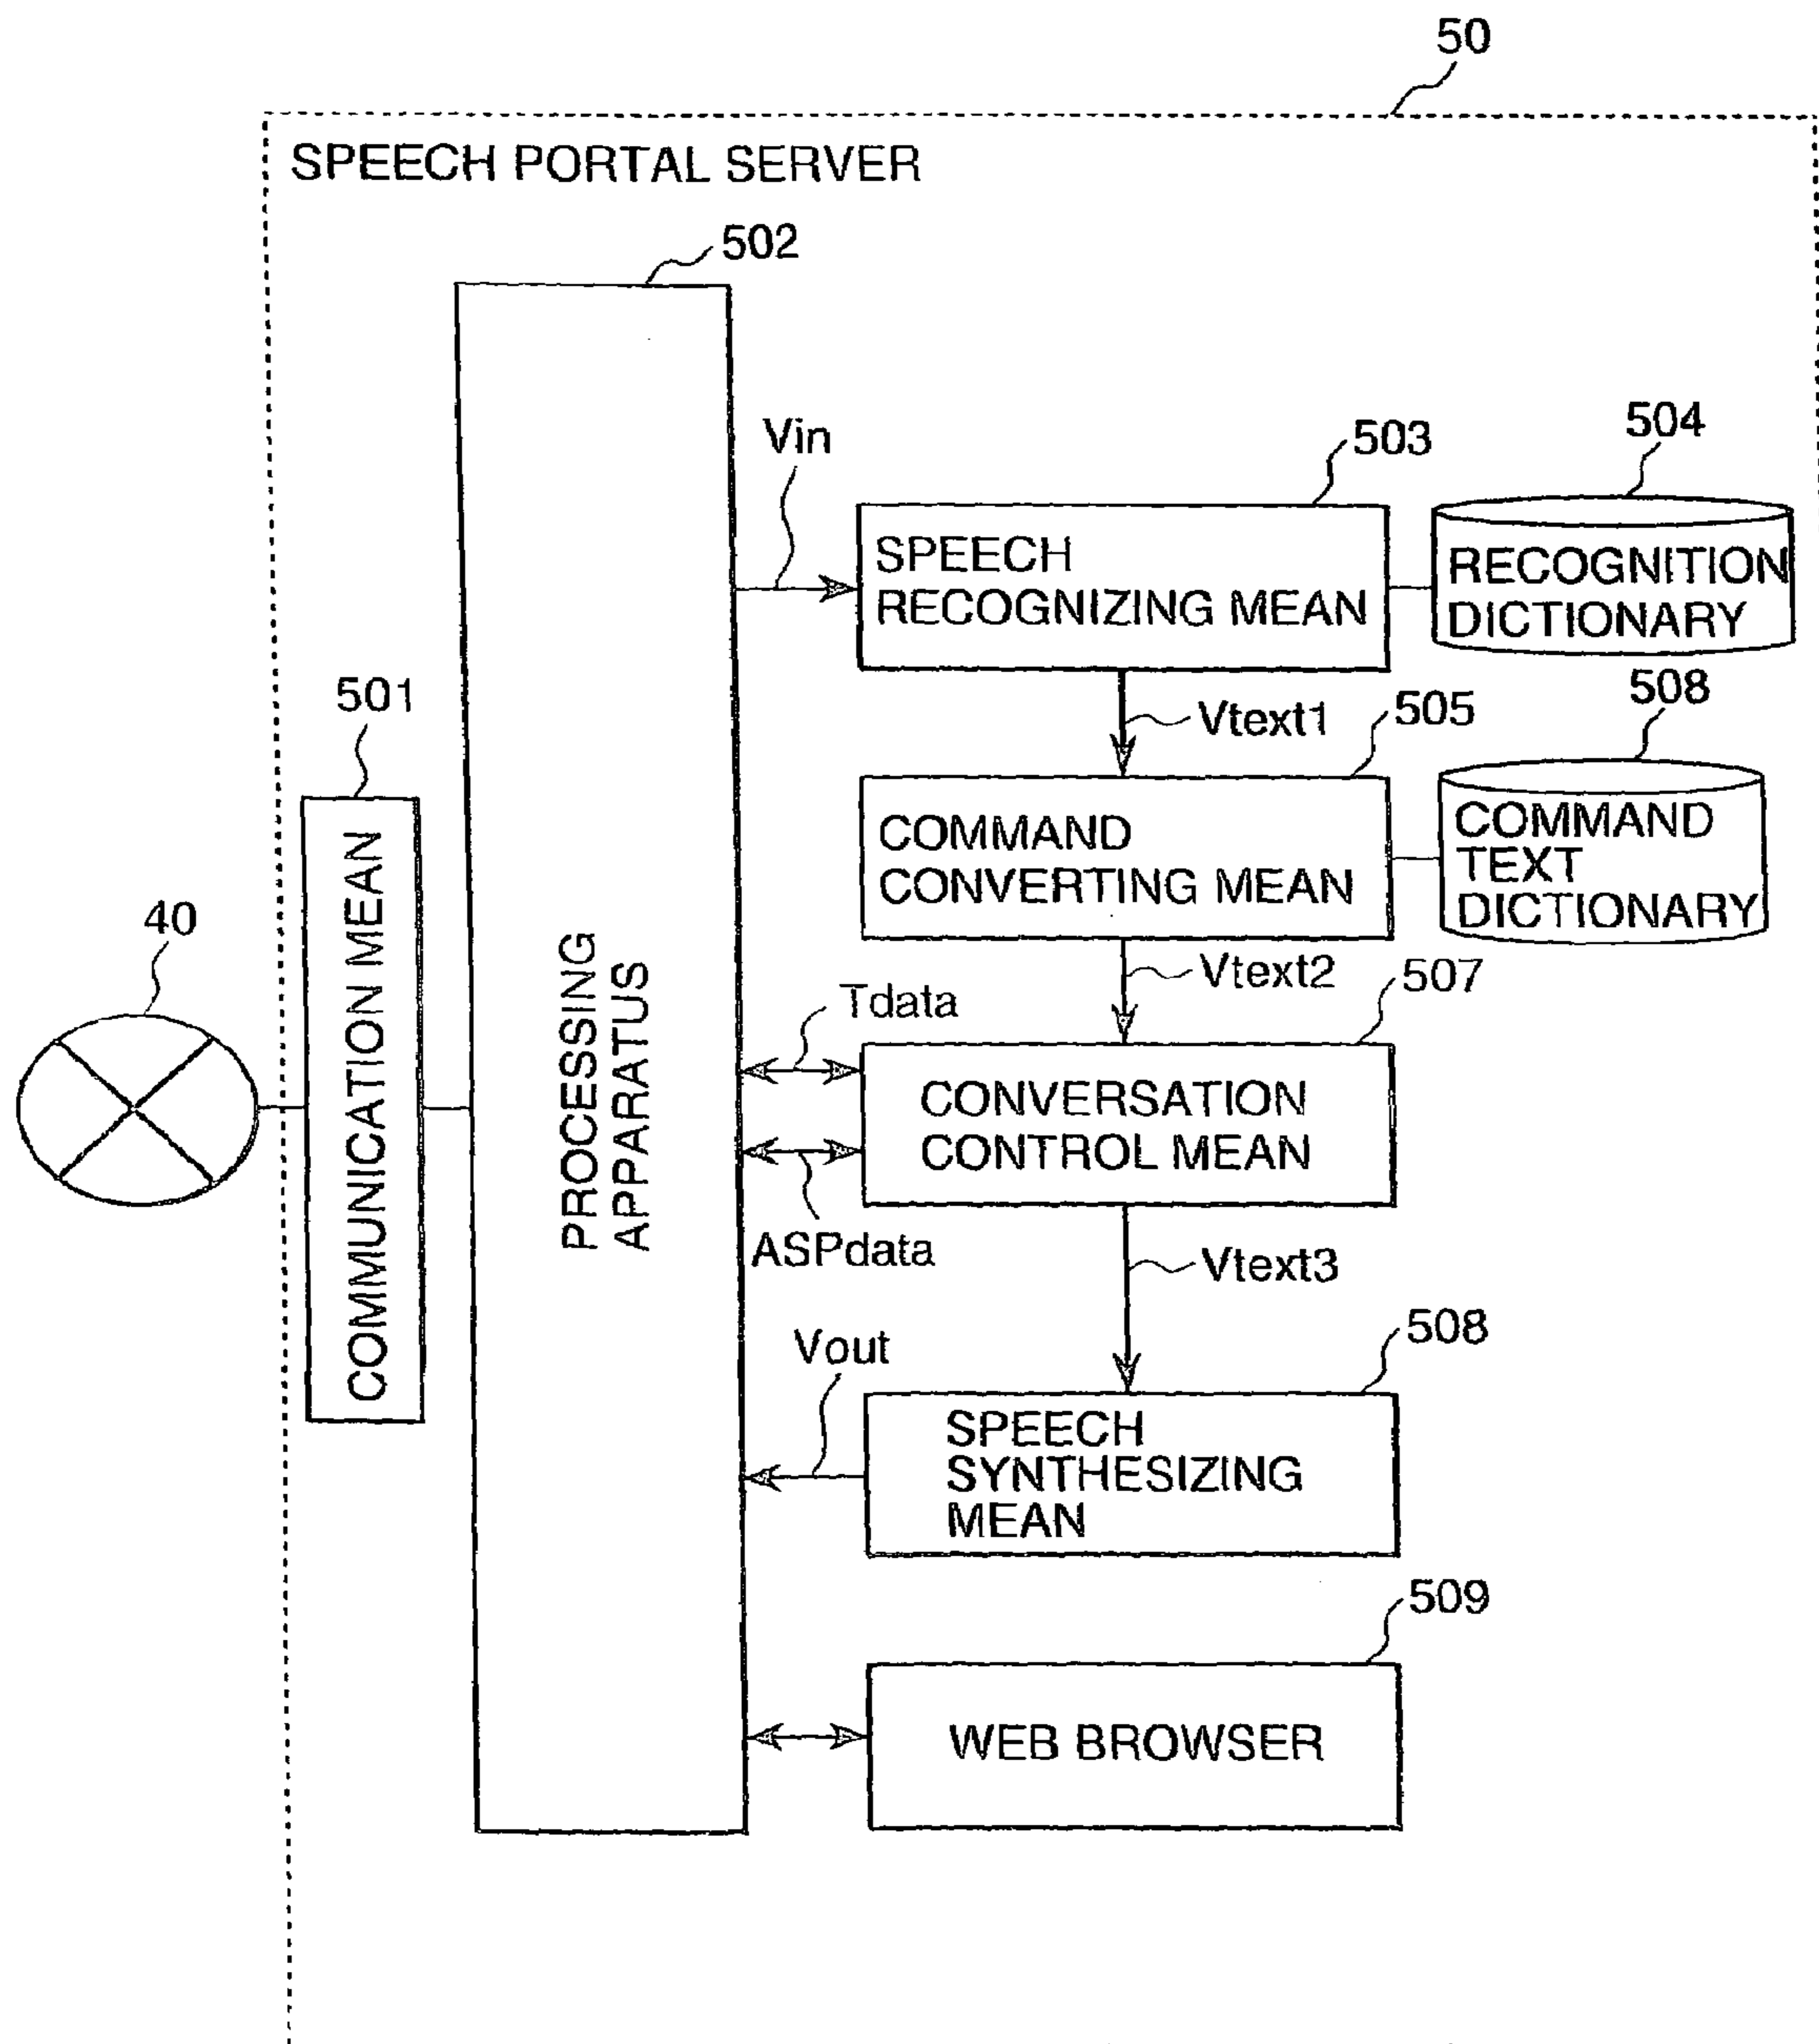 50
SPEECH PORTAL SERVER
502
Vin
503
504
SPEECH
RECOGNIZING MEAN
RECOGNITION
DICTIONARY
501
Vtext1
505
508
COMMUNICATION MEAN
COMMAND
CONVERTING MEAN
COMMAND
TEXT
DICTIONARY
40
PROCESSING
APPARATUS
Vtext2
507
Tdata
CONVERSATION
CONTROL MEAN
ASPdata
Vtext3
Vout
508
SPEECH
SYNTHESIZING
MEAN
509
WEB BROWSER